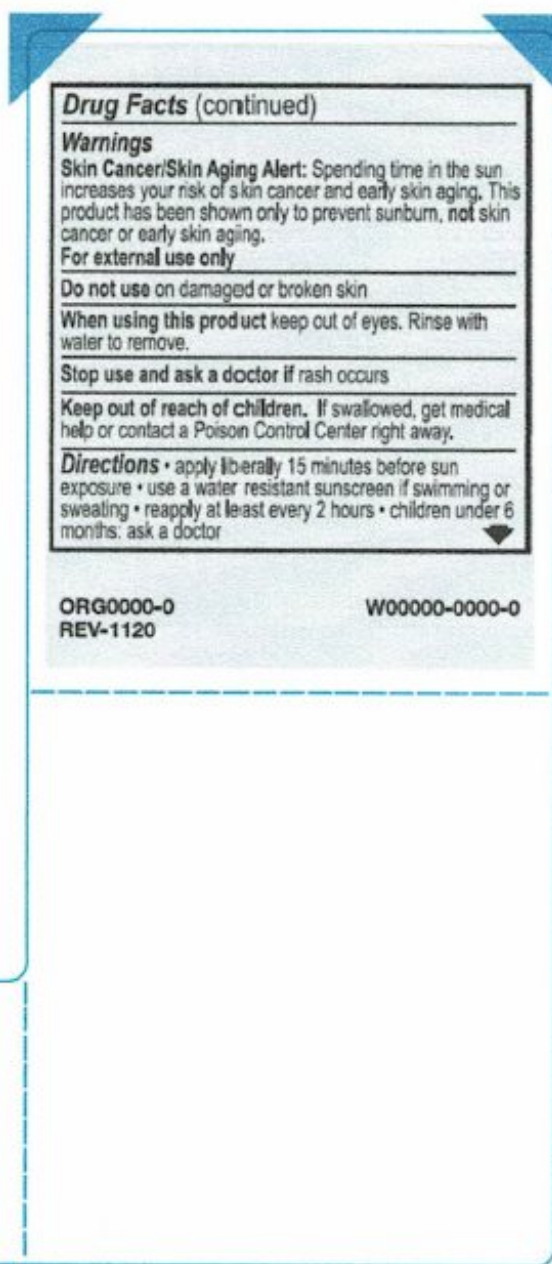 Drug Facts (continued)
Warnings
Skin Cancer/Skin Aging Alert: Spending time in the sun
increases your risk of skin cancer and early skin aging. This
product has been shown only to prevent sunburn, not skin
cancer or early skin aging.
For external use only
Do not use on damaged or broken skin
When using this product keep out of eyes. Rinse with
water to remove.
Stop use and ask a doctor if rash occurs
Keep out of reach of children. If swallowed, get medical
help or contact a Poison Control Center right away.
Directions • apply liberally 15 minutes before sun
exposure • use a water resistant sunscreen if swimming or
sweating • reapply at least every 2 hours • children under 6
months: ask a doctor
ORG0000-0 W00000-0000-0
REV-1120